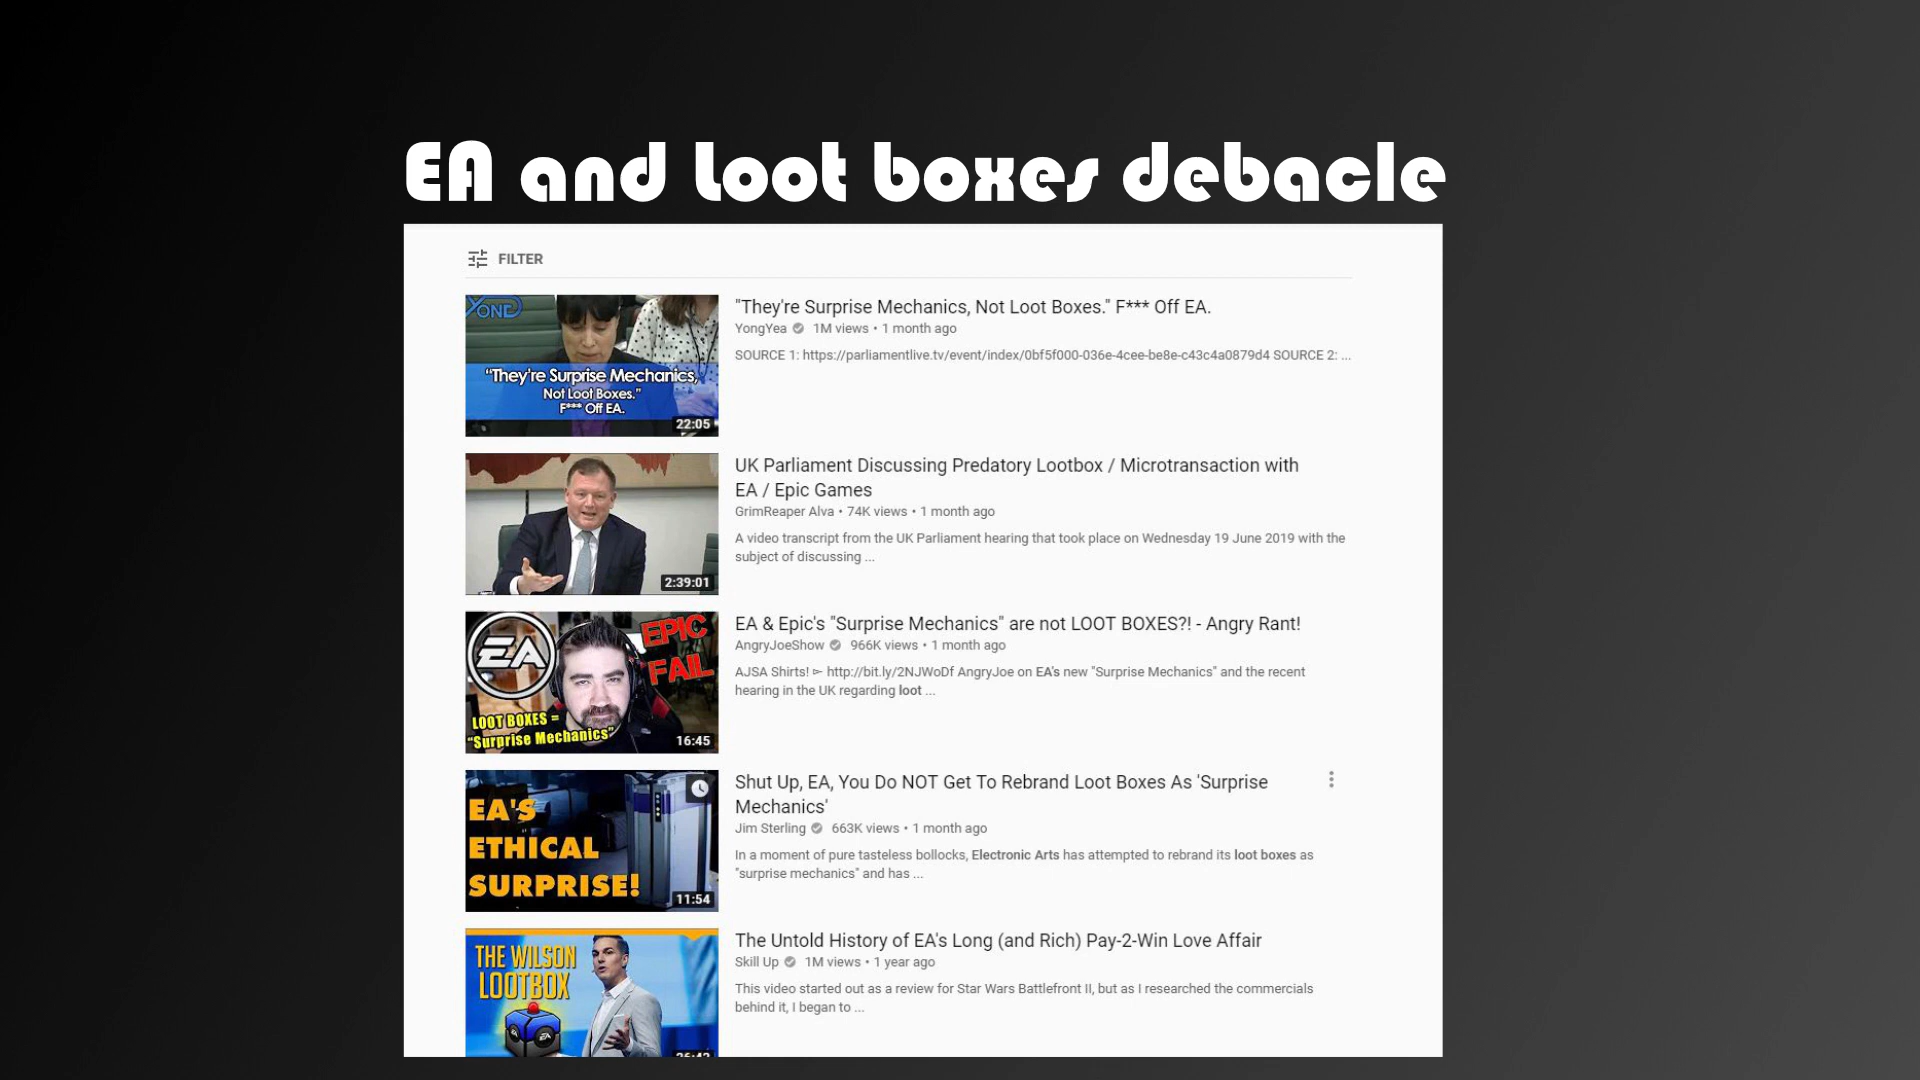 EA and Loot boxes debacle
FILTER
YOND
"They're Surprise Mechanics,
Not Loot Boxes."
F*** Off EA.
22:05
"They're Surprise Mechanics, Not Loot Boxes." F*** Off EA.
YongYea 1M views • 1 month ago
SOURCE 1: https://parliamentlive.tv/event/index/0bf5f000-036e-4cee-be8e-c43c4a0879d4 SOURCE 2: ...
2:39:01
UK Parliament Discussing Predatory Lootbox / Microtransaction with
EA / Epic Games
GrimReaper Alva • 74K views • 1 month ago
A video transcript from the UK Parliament hearing that took place on Wednesday 19 June 2019 with the
subject of discussing ...
EA
EPIC
FAIL
LOOT BOXES =
"Surprise Mechanics"
16:45
EA & Epic's "Surprise Mechanics" are not LOOT BOXES?! - Angry Rant!
AngryJoeShow 966K views • 1 month ago
AJSA Shirts! ► http://bit.ly/2NJWoDf AngryJoe on EA's new "Surprise Mechanics" and the recent
hearing in the UK regarding loot ...
EA'S
ETHICAL
SURPRISE!
11:54
Shut Up, EA, You Do NOT Get To Rebrand Loot Boxes As 'Surprise
Mechanics'
Jim Sterling 663K views • 1 month ago
In a moment of pure tasteless bollocks, Electronic Arts has attempted to rebrand its loot boxes as
"surprise mechanics" and has ...
THE WILSON
LOOTBOX
EA EA
The Untold History of EA's Long (and Rich) Pay-2-Win Love Affair
Skill Up 1M views • 1 year ago
This video started out as a review for Star Wars Battlefront II, but as I researched the commercials
behind it, I began to ...